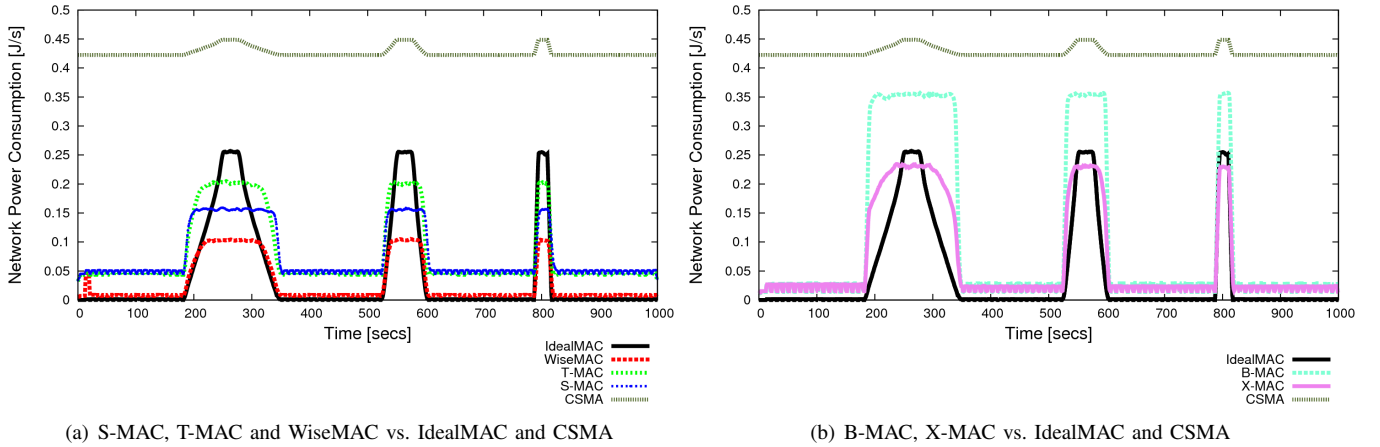 0.5
0.45
0.4
0.35
0.3
0.25
0.2
0.15
0.1
0.05
0
Network Power Consumption [J/s]
0 100 200 300 400 500 600 700 800 900 1000
Time [secs]
IdealMAC
WiseMAC
T-MAC
S-MAC
CSMA
(a) S-MAC, T-MAC and WiseMAC vs. IdealMAC and CSMA
0.5
0.45
0.4
0.35
0.3
0.25
0.2
0.15
0.1
0.05
0
Network Power Consumption [J/s]
0 100 200 300 400 500 600 700 800 900 1000
Time [secs]
IdealMAC
B-MAC
X-MAC
CSMA
(b) B-MAC, X-MAC vs. IdealMAC and CSMA